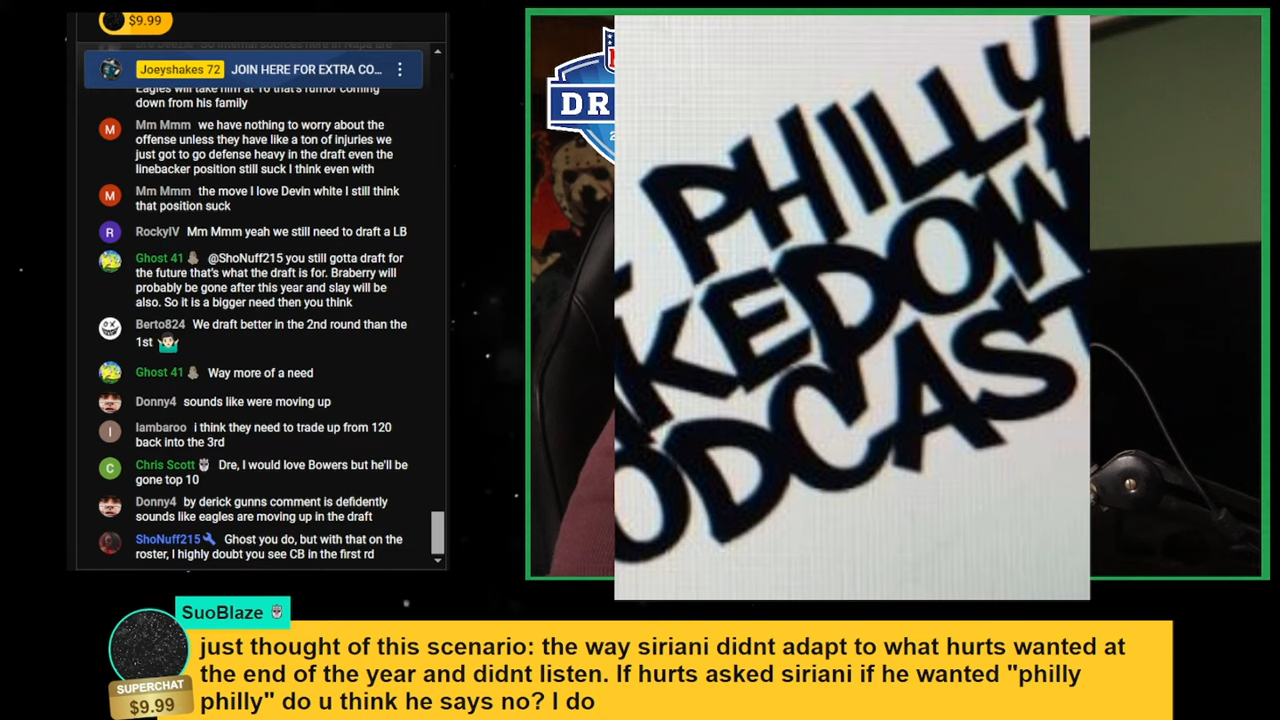 $9.99
Joeyshakes 72 JOIN HERE FOR EXTRA CO...
Eagles will take him at 10 that's rumor coming
down from his family
M Mm Mmm we have nothing to worry about the
offense unless they have like a ton of injuries we
just got to go defense heavy in the draft even the
linebacker position still suck I think even with
M Mm Mmm the move I love Devin white I still think
that position suck
R RockyIV Mm Mmm yeah we still need to draft a LB
Ghost 41 @ShoNuff215 you still gotta draft for
the future that's what the draft is for. Braberry will
probably be gone after this year and slay will be
also. So it is a bigger need then you think
Berto824 We draft better in the 2nd round than the
1st
Ghost 41 Way more of a need
Donny4 sounds like were moving up
I Iambaroo i think they need to trade up from 120
back into the 3rd
C Chris Scott Dre, I would love Bowers but he'll be
gone top 10
Donny4 by derick gunns comment is defidently
sounds like eagles are moving up in the draft
ShoNuff215 Ghost you do, but with that on the
roster, I highly doubt you see CB in the first rd
DR
PHILLY
KEDOW
ODCAST
SuoBlaze
just thought of this scenario: the way siriani didnt adapt to what hurts wanted at
the end of the year and didnt listen. If hurts asked siriani if he wanted "philly
philly" do u think he says no? I do
SUPERCHAT
$9.99